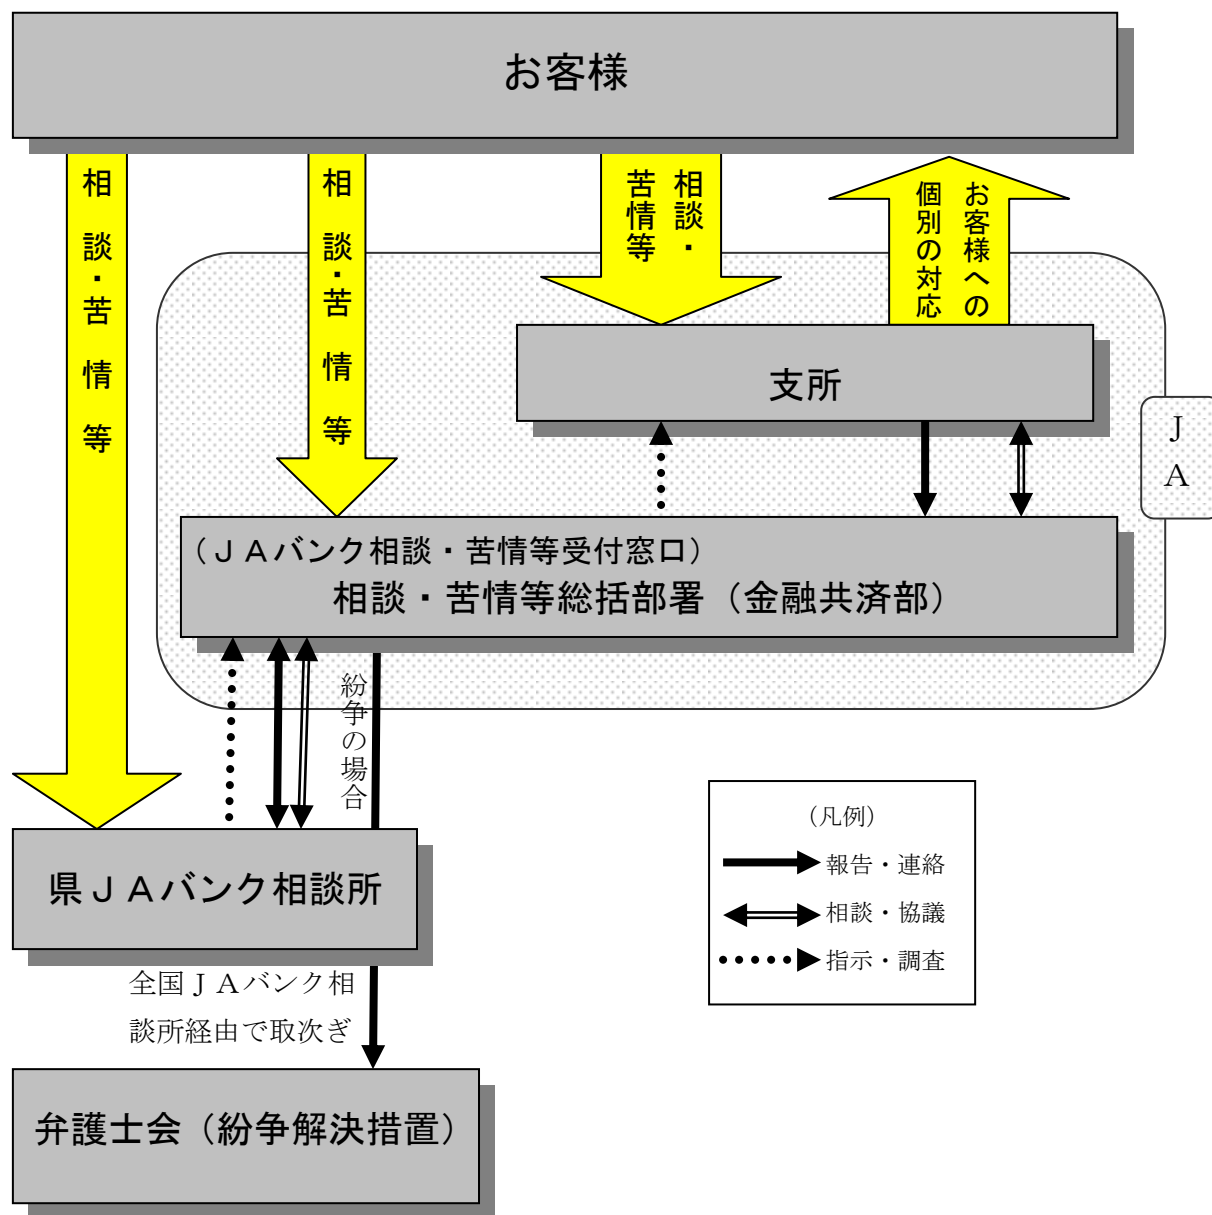 お客様
相談・苦情等
相談・苦情等
相談・
苦情等
お客様への
個別の対応
支所
ＪＡ
（ＪＡバンク相談・苦情等受付窓口）
相談・苦情等総括部署（金融共済部）
紛争の場合
県ＪＡバンク相談所
（凡例）
報告・連絡
相談・協議
指示・調査
全国ＪＡバンク相
談所経由で取次ぎ
弁護士会（紛争解決措置）